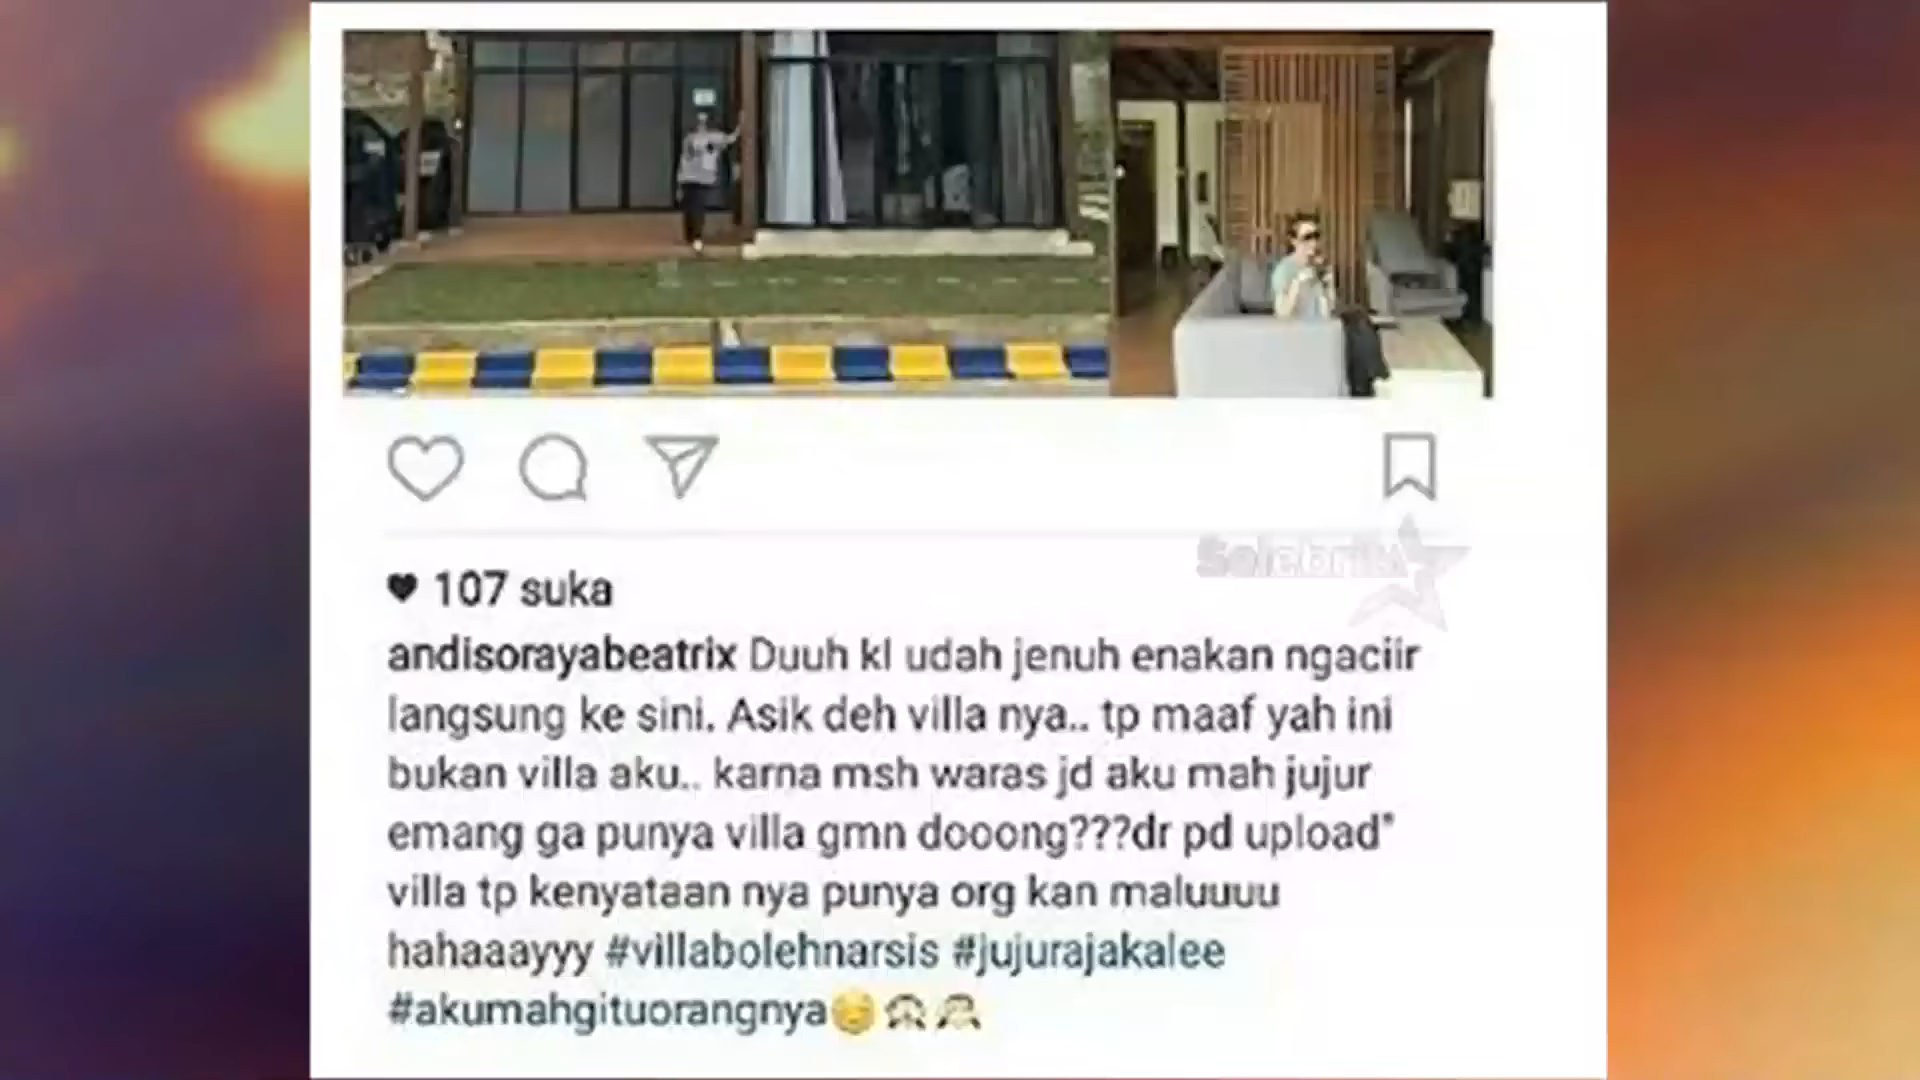 Selebrita
107 suka
andisorayabeatrix Duuh kl udah jenuh enakan ngaciir
langsung ke sini. Asik deh villa nya.. tp maaf yah ini
bukan villa aku.. karna msh waras jd aku mah jujur
emang ga punya villa gmn dooong???dr pd upload"
villa tp kenyataan nya punya org kan maluuuu
hahaaayyy #villabolehnarsis #jujurajakalee
#akumahgituorangnya